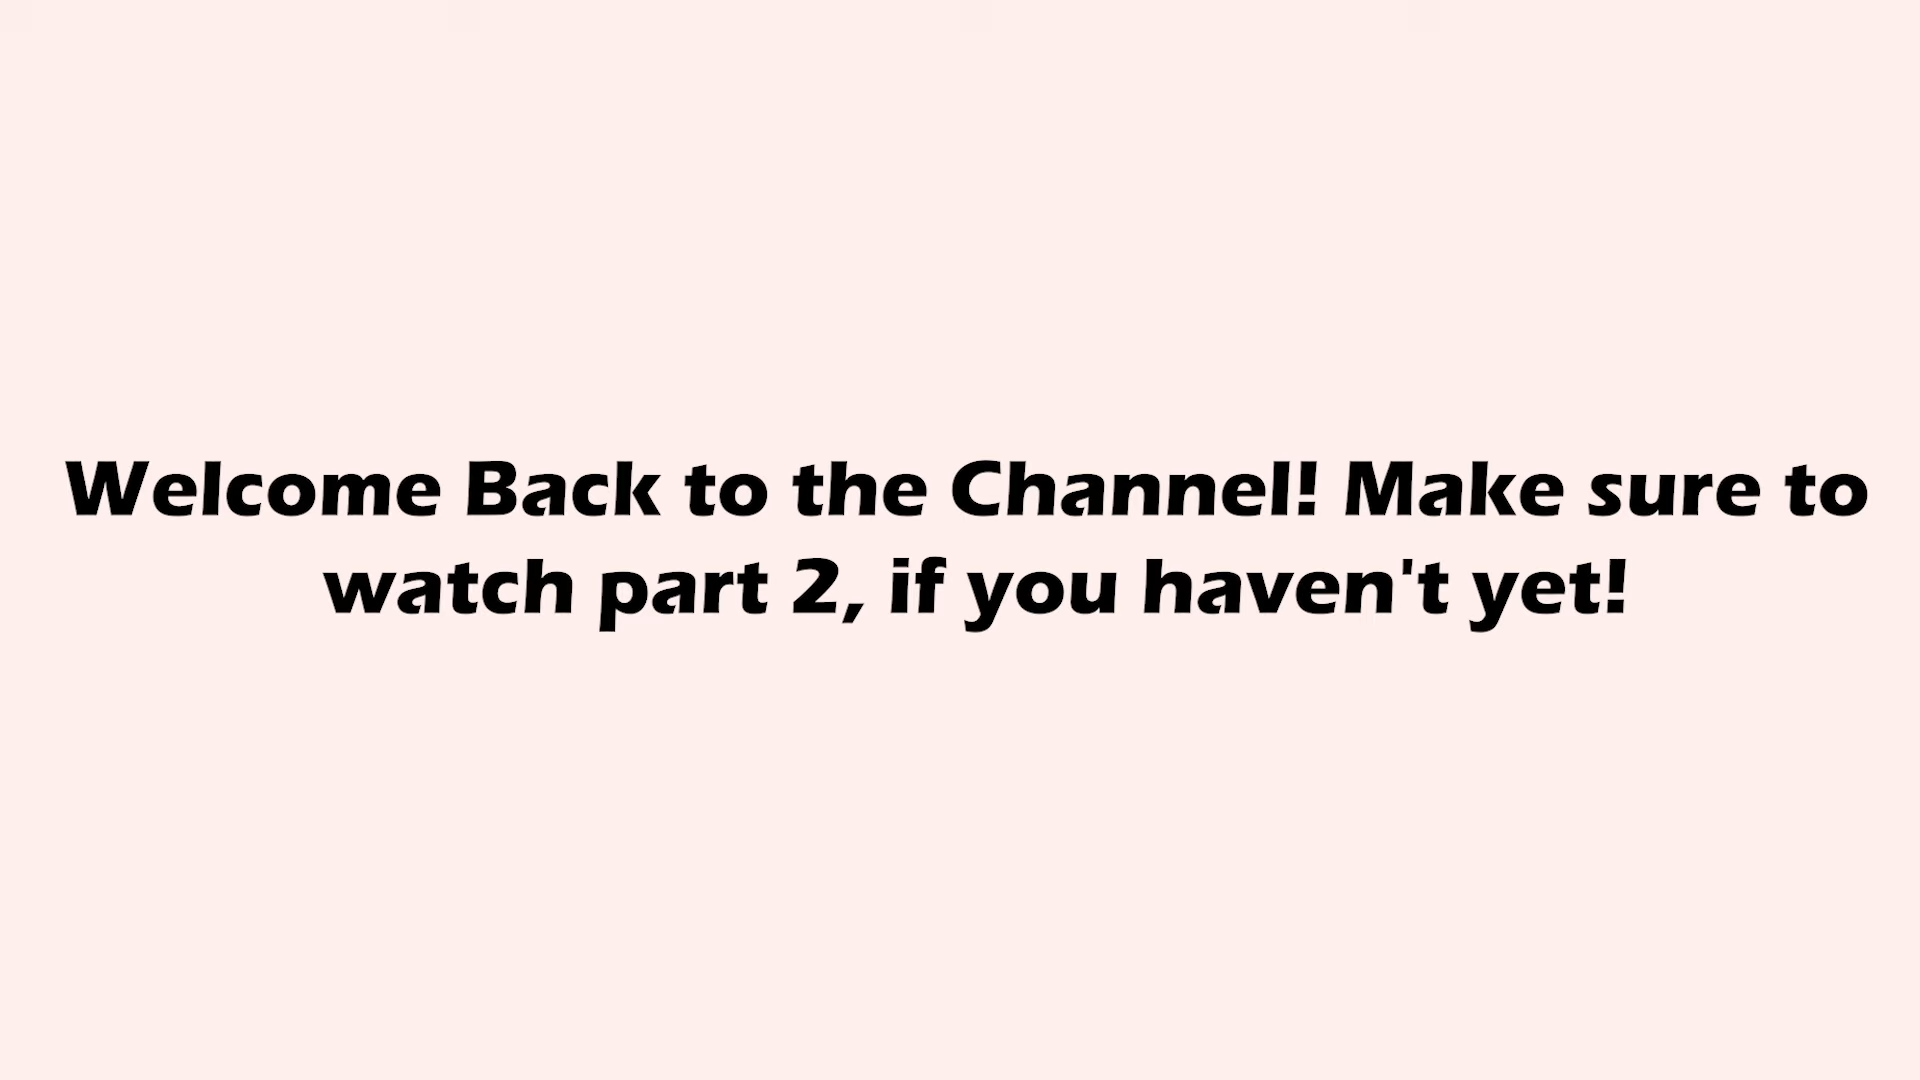 Welcome Back to the Channel! Make sure to
watch part 2, if you haven't yet!